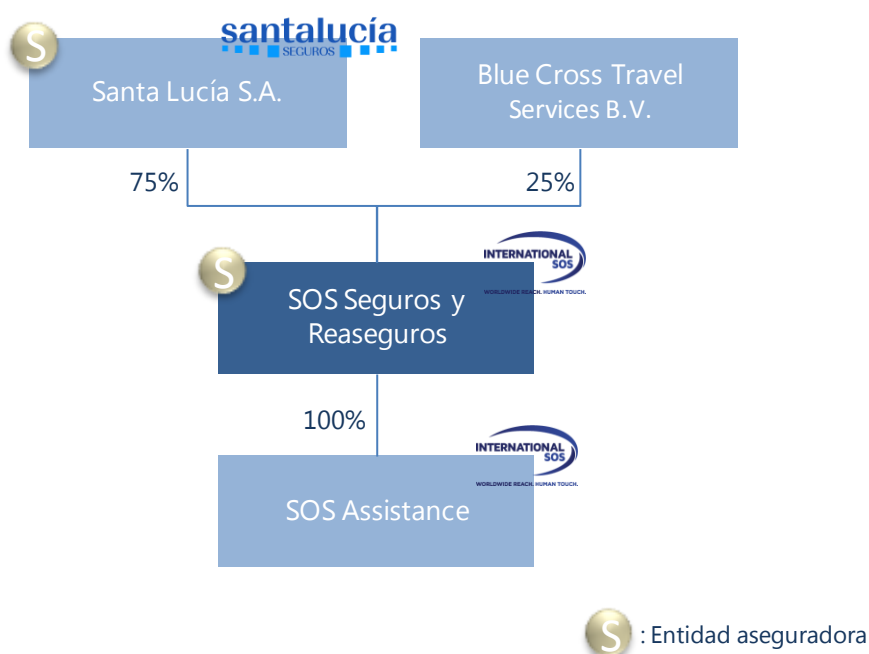 S
santalucía
SEGUROS
Santa Lucía S.A.
Blue Cross Travel
Services B.V.
75%
25%
S
INTERNATIONAL
SOS
WORLDWIDE REACH. HUMAN TOUCH.
SOS Seguros y
Reaseguros
100%
INTERNATIONAL
SOS
WORLDWIDE REACH. HUMAN TOUCH.
SOS Assistance
S : Entidad aseguradora